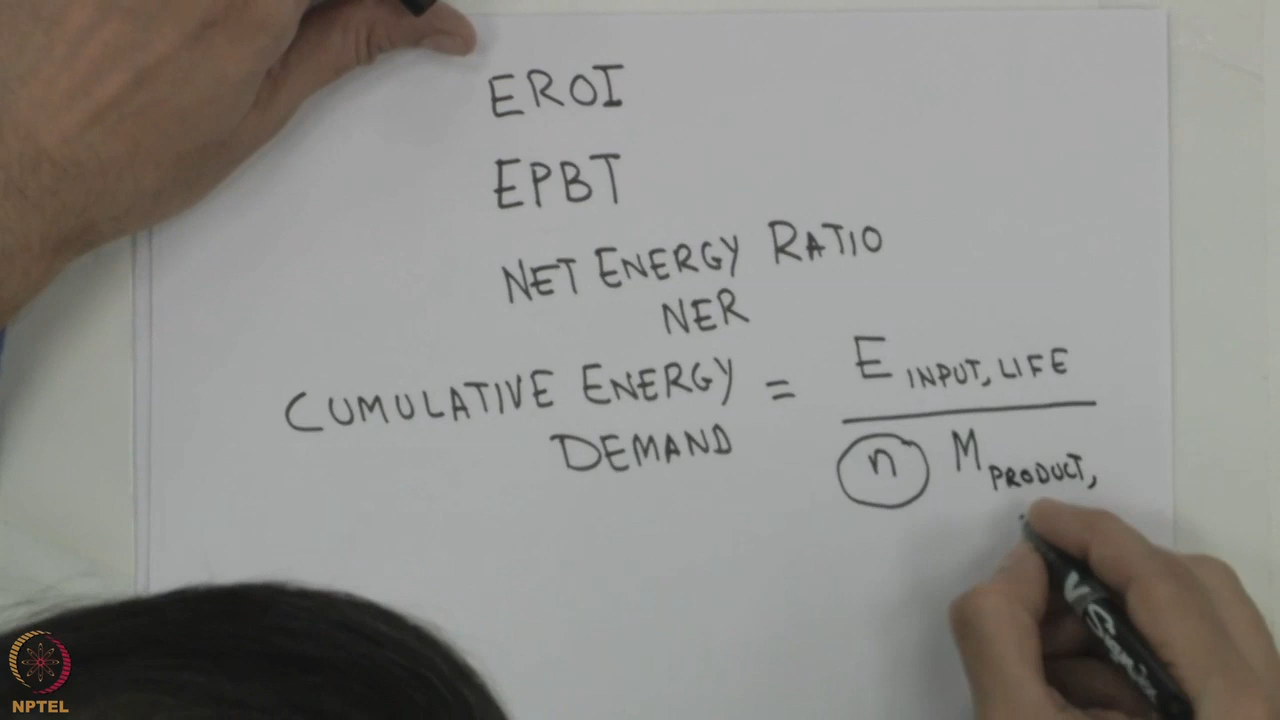 EROI
EPBT
NET ENERGY RATIO
NER
CUMULATIVE ENERGY DEMAND = E INPUT, LIFE / n M PRODUCT,
NPTEL